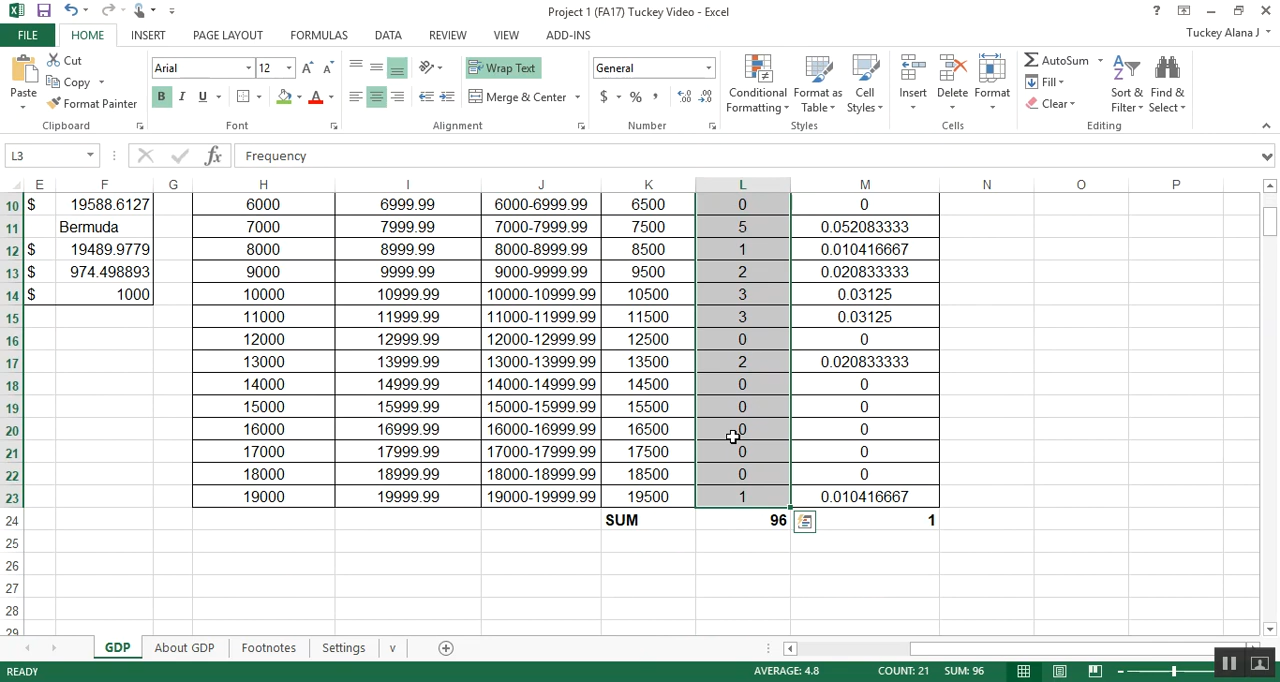 Project 1 (FA17) Tuckey Video - Excel
?
FILE HOME INSERT PAGE LAYOUT FORMULAS DATA REVIEW VIEW ADD-INS
Tuckey Alana J
Paste
Cut
Copy
Format Painter
Clipboard
Arial 12
B I U
Font
Wrap Text
Merge & Center
Alignment
General
$ % ,
Number
Conditional Formatting
Format as Table
Cell Styles
Styles
Insert Delete Format
Cells
AutoSum
Fill
Clear
Sort & Filter
Find & Select
Editing
L3 fx Frequency
E F G H I J K L M N O P
10 $ 19588.6127 6000 6999.99 6000-6999.99 6500 0 0
11 Bermuda 7000 7999.99 7000-7999.99 7500 5 0.052083333
12 $ 19489.9779 8000 8999.99 8000-8999.99 8500 1 0.010416667
13 $ 974.498893 9000 9999.99 9000-9999.99 9500 2 0.020833333
14 $ 1000 10000 10999.99 10000-10999.99 10500 3 0.03125
15 11000 11999.99 11000-11999.99 11500 3 0.03125
16 12000 12999.99 12000-12999.99 12500 0 0
17 13000 13999.99 13000-13999.99 13500 2 0.020833333
18 14000 14999.99 14000-14999.99 14500 0 0
19 15000 15999.99 15000-15999.99 15500 0 0
20 16000 16999.99 16000-16999.99 16500 0 0
21 17000 17999.99 17000-17999.99 17500 0 0
22 18000 18999.99 18000-18999.99 18500 0 0
23 19000 19999.99 19000-19999.99 19500 1 0.010416667
24 SUM 96 1
25
26
27
28
29
GDP About GDP Footnotes Settings v
READY AVERAGE: 4.8 COUNT: 21 SUM: 96